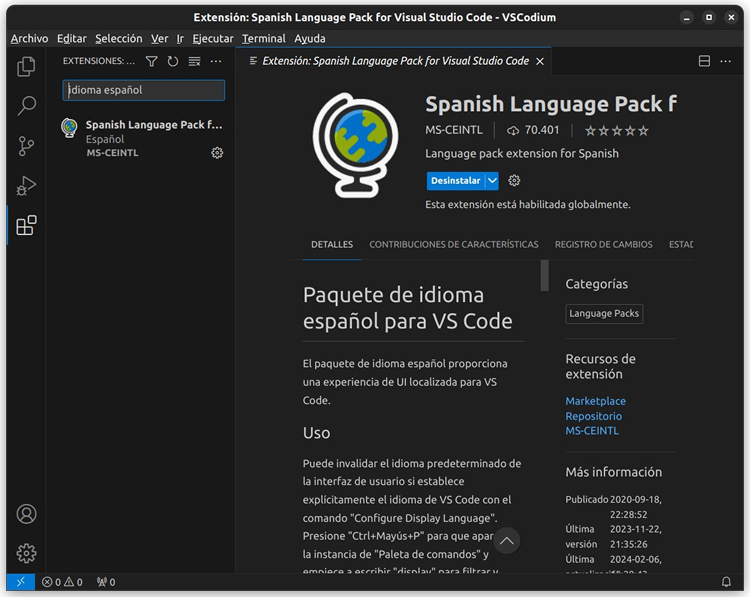 Extensión: Spanish Language Pack for Visual Studio Code - VSCodium
Archivo Editar Selección Ver Ir Ejecutar Terminal Ayuda
EXTENSIONES: ...
Extensión: Spanish Language Pack for Visual Studio Code
idioma español
Spanish Language Pack f...
Español
MS-CEINTL
Spanish Language Pack f
MS-CEINTL 70.401
Language pack extension for Spanish
Desinstalar
Esta extensión está habilitada globalmente.
DETALLES CONTRIBUCIONES DE CARACTERÍSTICAS REGISTRO DE CAMBIOS ESTAD
Paquete de idioma
español para VS Code
El paquete de idioma español proporciona
una experiencia de UI localizada para VS
Code.
Uso
Puede invalidar el idioma predeterminado de
la interfaz de usuario si establece
explícitamente el idioma de VS Code con el
comando "Configure Display Language".
Presione "Ctrl+Mayús+P" para que apar
la instancia de "Paleta de comandos" y
empiece a escribir "display" para filtrar y
Categorías
Language Packs
Recursos de
extensión
Marketplace
Repositorio
MS-CEINTL
Más información
Publicado 2020-09-18,
22:28:52
Última 2023-11-22,
versión 21:35:26
Última 2024-02-06,
0 0 0